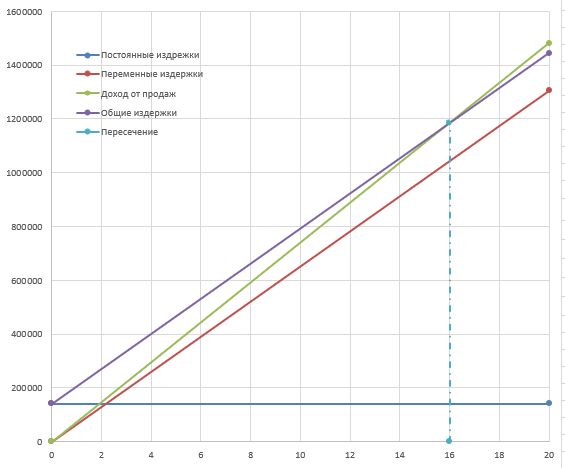 1600000
1400000
1200000
1000000
800000
600000
400000
200000
0
Постоянные издрежки
Переменные издержки
Доход от продаж
Общие издержки
Пересечение
0 2 4 6 8 10 12 14 16 18 20